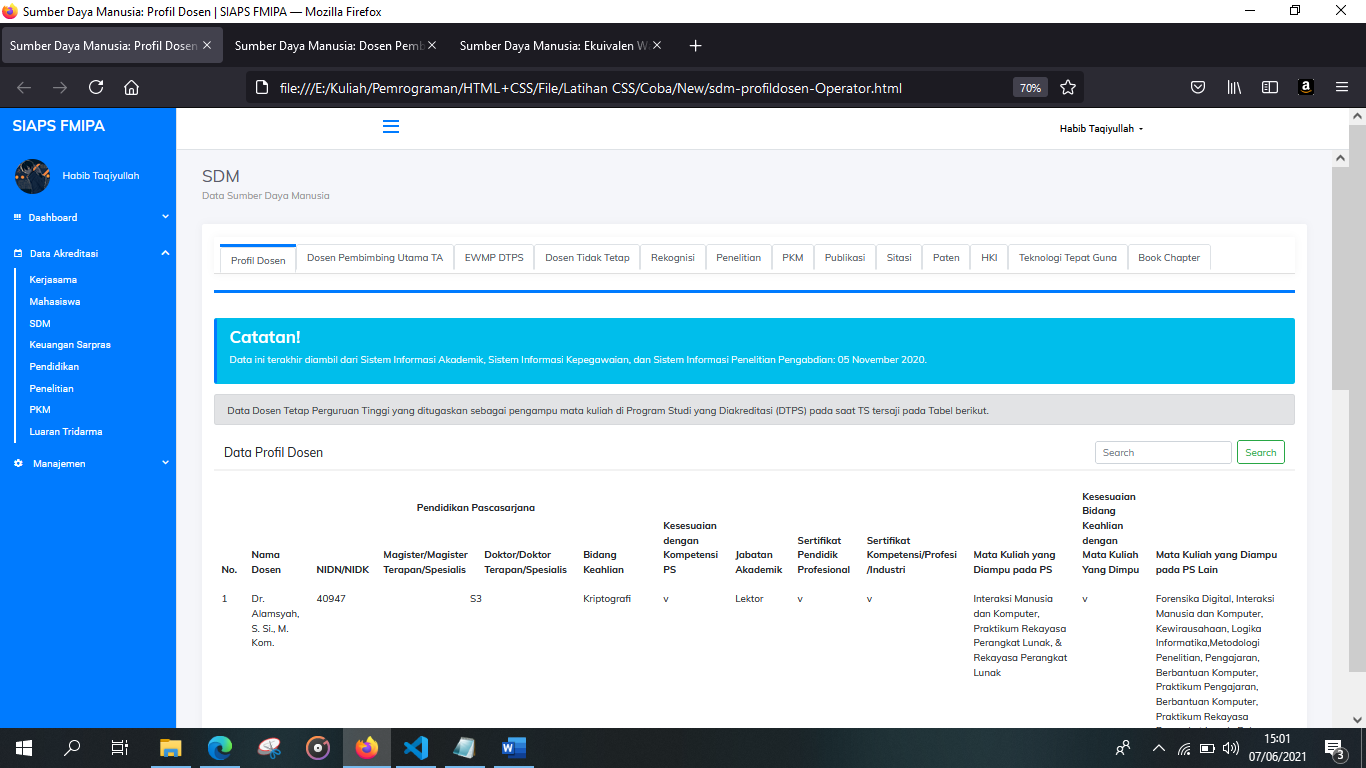 Sumber Daya Manusia: Profil Dosen | SIAPS FMIPA — Mozilla Firefox
Sumber Daya Manusia: Profil Dosen
Sumber Daya Manusia: Dosen Pemb
Sumber Daya Manusia: Ekuivalen W
file:///E:/Kuliah/Pemrograman/HTML+CSS/File/Latihan CSS/Coba/New/sdm-profildosen-Operator.html
70%
SIAPS FMIPA
Habib Taqiyullah
Habib Taqiyullah
Dashboard
Data Akreditasi
Kerjasama
Mahasiswa
SDM
Keuangan Sarpras
Pendidikan
Penelitian
PKM
Luaran Tridarma
Manajemen
SDM
Data Sumber Daya Manusia
Profil Dosen
Dosen Pembimbing Utama TA
EWMP DTPS
Dosen Tidak Tetap
Rekognisi
Penelitian
PKM
Publikasi
Sitasi
Paten
HKI
Teknologi Tepat Guna
Book Chapter
Catatan!
Data ini terakhir diambil dari Sistem Informasi Akademik, Sistem Informasi Kepegawaian, dan Sistem Informasi Penelitian Pengabdian: 05 November 2020.
Data Dosen Tetap Perguruan Tinggi yang ditugaskan sebagai pengampu mata kuliah di Program Studi yang Diakreditasi (DTPS) pada saat TS tersaji pada Tabel berikut.
Data Profil Dosen
Search
Search
No.
Nama
Dosen
NIDN/NIDK
Pendidikan Pascasarjana
Magister/Magister
Terapan/Spesialis
Doktor/Doktor
Terapan/Spesialis
Bidang
Keahlian
Kesesuaian
dengan
Kompetensi
PS
Jabatan
Akademik
Sertifikat
Pendidik
Profesional
Sertifikat
Kompetensi/Profesi
/Industri
Mata Kuliah yang
Diampu pada PS
Kesesuaian
Bidang
Keahlian
dengan
Mata Kuliah
Yang Dimpu
Mata Kuliah yang Diampu
pada PS Lain
1
Dr.
Alamsyah,
S. Si., M.
Kom.
40947
S3
Kriptografi
v
Lektor
v
v
Interaksi Manusia
dan Komputer,
Praktikum Rekayasa
Perangkat Lunak, &
Rekayasa Perangkat
Lunak
v
Forensika Digital, Interaksi
Manusia dan Komputer,
Kewirausahaan, Logika
Informatika,Metodologi
Penelitian, Pengajaran,
Berbantuan Komputer,
Praktikum Pengajaran,
Berbantuan Komputer,
Praktikum Rekayasa
15:01
07/06/2021
3